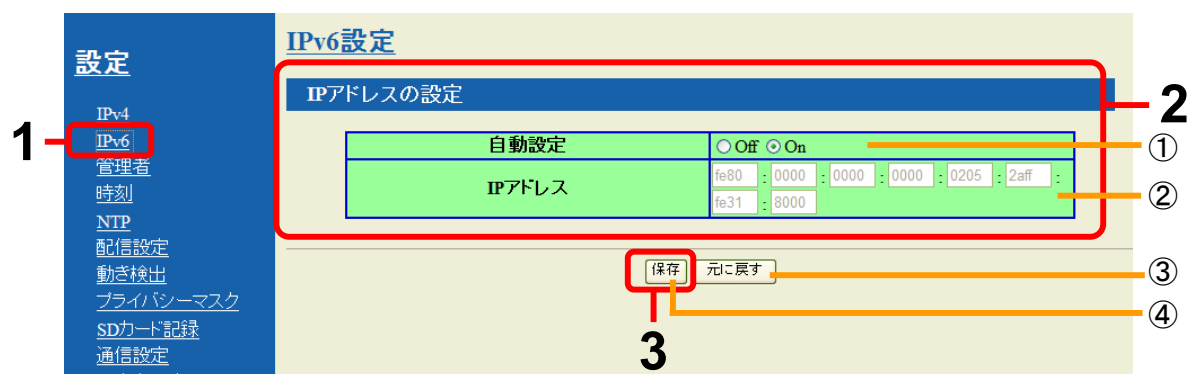 設定
IPv4
IPv6
管理者
時刻
NTP
配信設定
動き検出
プライバシーマスク
SDカード記録
通信設定
IPv6設定
IPアドレスの設定
自動設定 Off On
IPアドレス fe80 : 0000 : 0000 : 0000 : 0205 : 2aff :
fe31 : 8000
保存 元に戻す
1
2
3
①
②
③
④